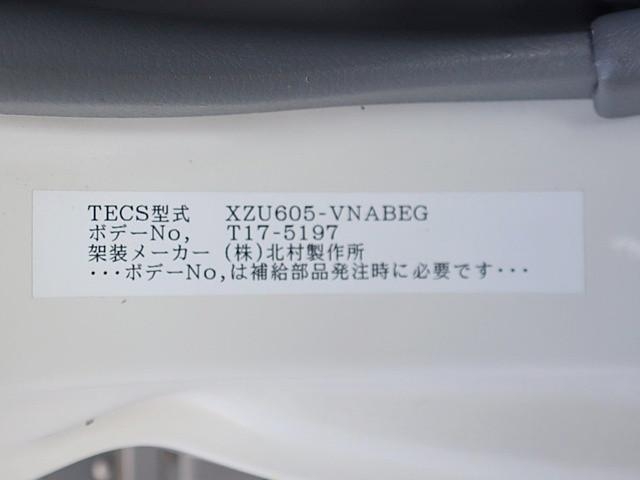 TECS型式　XZU605-VNABEG
ボデーNo,　T17-5197
架装メーカー (株)北村製作所
･･･ボデーNo,は補給部品発注時に必要です･･･